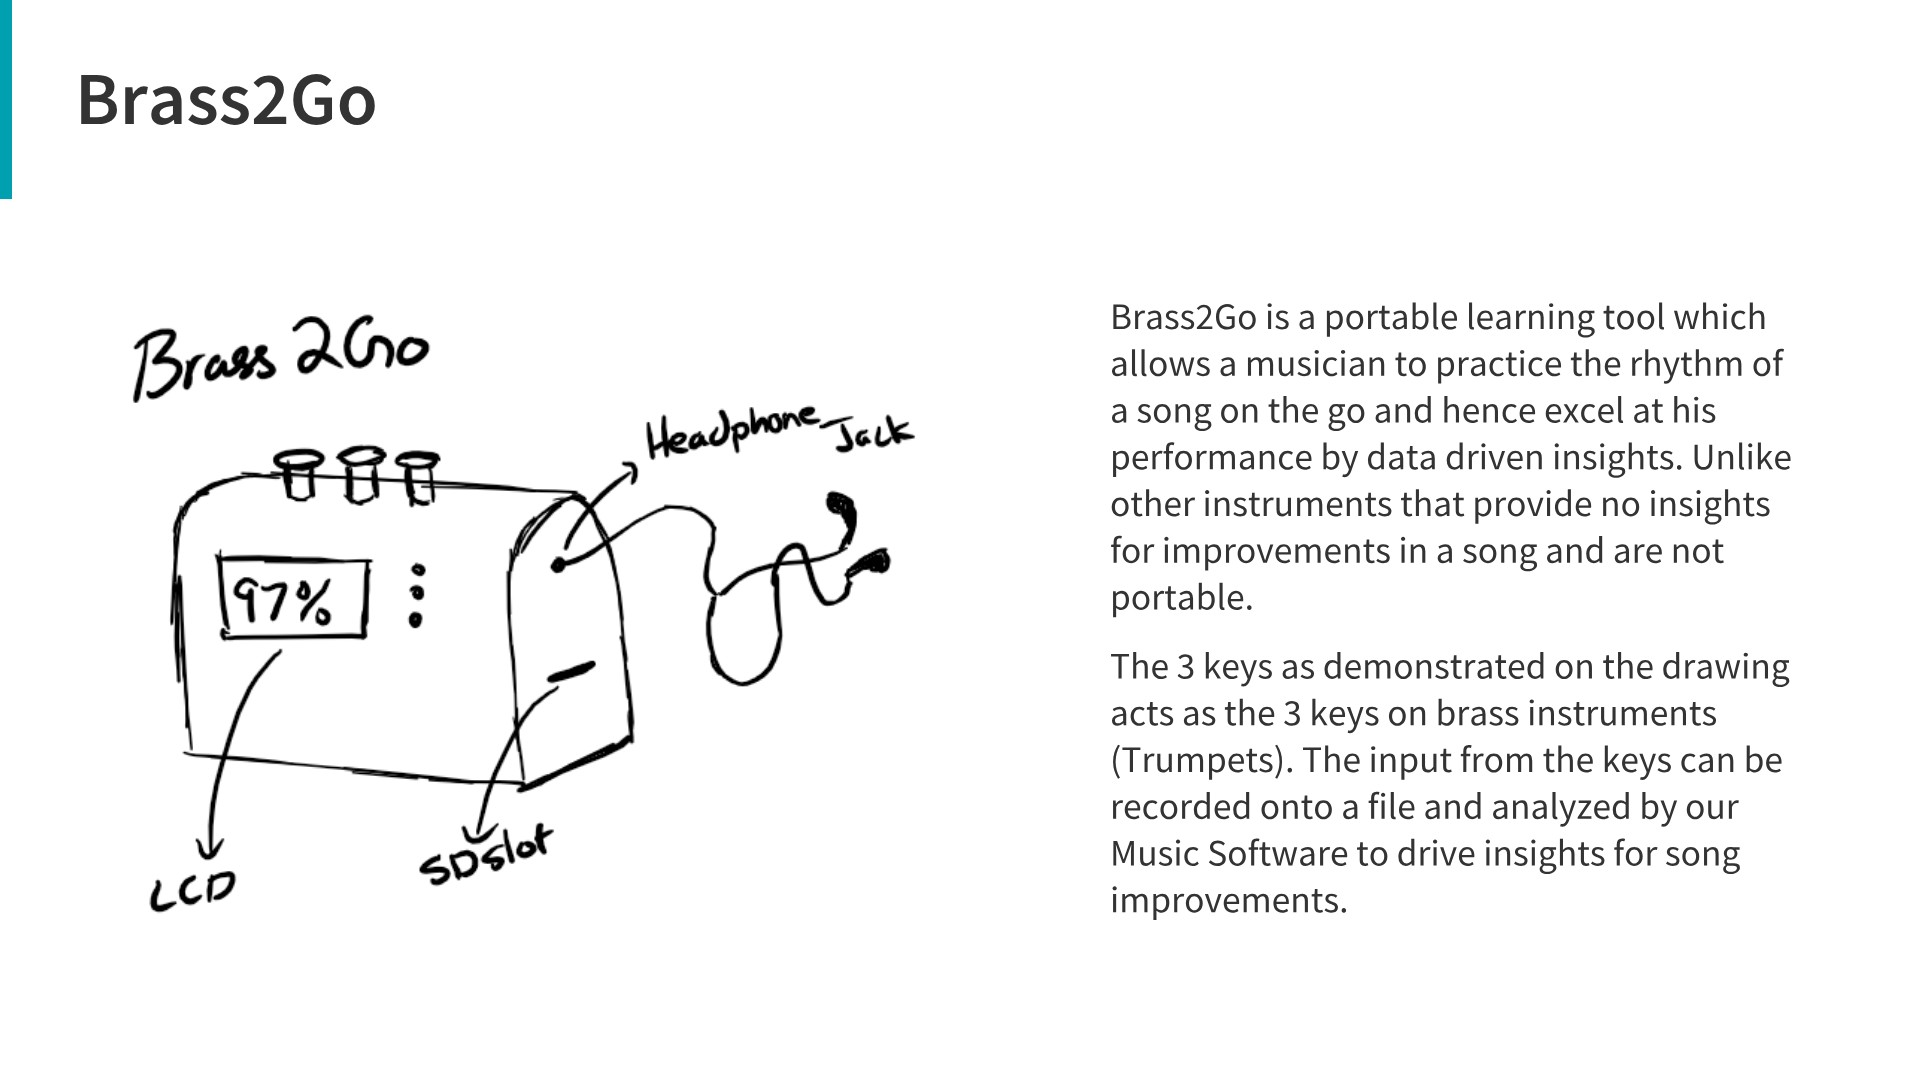 Brass2Go
Brass 2Go
Headphone Jack
97%
LCD
SDslot
Brass2Go is a portable learning tool which
allows a musician to practice the rhythm of
a song on the go and hence excel at his
performance by data driven insights. Unlike
other instruments that provide no insights
for improvements in a song and are not
portable.
The 3 keys as demonstrated on the drawing
acts as the 3 keys on brass instruments
(Trumpets). The input from the keys can be
recorded onto a file and analyzed by our
Music Software to drive insights for song
improvements.